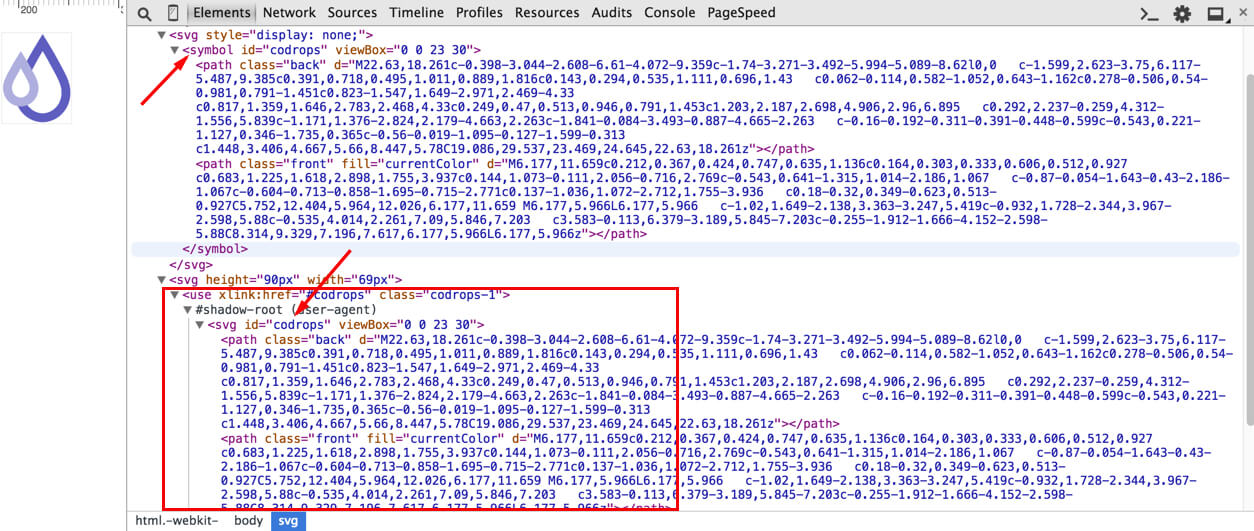 200
Elements Network Sources Timeline Profiles Resources Audits Console PageSpeed
<svg style="display: none;">
<symbol id="codrops" viewBox="0 0 23 30">
<path class="back" d="M22.63,18.261c-0.398-3.044-2.608-6.61-4.072-9.359c-1.74-3.271-3.492-5.994-5.089-8.62l0,0 c-1.599,2.623-3.75,6.117-
5.487,9.385c0.391,0.718,0.495,1.011,0.889,1.816c0.143,0.294,0.535,1.111,0.696,1.43 c0.062-0.114,0.582-1.052,0.643-1.162c0.278-0.506,0.54-
0.981,0.791-1.451c0.823-1.547,1.649-2.971,2.469-4.33
c0.817,1.359,1.646,2.783,2.468,4.33c0.249,0.47,0.513,0.946,0.791,1.453c1.203,2.187,2.698,4.906,2.96,6.895 c0.292,2.237-0.259,4.312-
1.556,5.839c-1.171,1.376-2.824,2.179-4.663,2.263c-1.841-0.084-3.493-0.887-4.665-2.263 c-0.16-0.192-0.311-0.391-0.448-0.599c-0.543,0.221-
1.127,0.346-1.735,0.365c-0.56-0.019-1.095-0.127-1.599-0.313
c1.448,3.406,4.667,5.66,8.447,5.78C19.086,29.537,23.469,24.645,22.63,18.261z"></path>
<path class="front" fill="currentColor" d="M6.177,11.659c0.212,0.367,0.424,0.747,0.635,1.136c0.164,0.303,0.333,0.606,0.512,0.927
c0.683,1.225,1.618,2.898,1.755,3.937c0.144,1.073-0.111,2.056-0.716,2.769c-0.543,0.641-1.315,1.014-2.186,1.067 c-0.87-0.054-1.643-0.43-2.186-
1.067c-0.604-0.713-0.858-1.695-0.715-2.771c0.137-1.036,1.072-2.712,1.755-3.936 c0.18-0.32,0.349-0.623,0.513-
0.927C5.752,12.404,5.964,12.026,6.177,11.659 M6.177,5.966L6.177,5.966 c-1.02,1.649-2.138,3.363-3.247,5.419c-0.932,1.728-2.344,3.967-
2.598,5.88c-0.535,4.014,2.261,7.09,5.846,7.203 c3.583-0.113,6.379-3.189,5.845-7.203c-0.255-1.912-1.666-4.152-2.598-
5.88C8.314,9.329,7.196,7.617,6.177,5.966L6.177,5.966z"></path>
</symbol>
</svg>
<svg height="90px" width="69px">
<use xlink:href="#codrops" class="codrops-1">
#shadow-root (user-agent)
<svg id="codrops" viewBox="0 0 23 30">
<path class="back" d="M22.63,18.261c-0.398-3.044-2.608-6.61-4.072-9.359c-1.74-3.271-3.492-5.994-5.089-8.62l0,0 c-1.599,2.623-3.75,6.117-
5.487,9.385c0.391,0.718,0.495,1.011,0.889,1.816c0.143,0.294,0.535,1.111,0.696,1.43 c0.062-0.114,0.582-1.052,0.643-1.162c0.278-0.506,0.54-
0.981,0.791-1.451c0.823-1.547,1.649-2.971,2.469-4.33
c0.817,1.359,1.646,2.783,2.468,4.33c0.249,0.47,0.513,0.946,0.791,1.453c1.203,2.187,2.698,4.906,2.96,6.895 c0.292,2.237-0.259,4.312-
1.556,5.839c-1.171,1.376-2.824,2.179-4.663,2.263c-1.841-0.084-3.493-0.887-4.665-2.263 c-0.16-0.192-0.311-0.391-0.448-0.599c-0.543,0.221-
1.127,0.346-1.735,0.365c-0.56-0.019-1.095-0.127-1.599-0.313
c1.448,3.406,4.667,5.66,8.447,5.78C19.086,29.537,23.469,24.645,22.63,18.261z"></path>
<path class="front" fill="currentColor" d="M6.177,11.659c0.212,0.367,0.424,0.747,0.635,1.136c0.164,0.303,0.333,0.606,0.512,0.927
c0.683,1.225,1.618,2.898,1.755,3.937c0.144,1.073-0.111,2.056-0.716,2.769c-0.543,0.641-1.315,1.014-2.186,1.067 c-0.87-0.054-1.643-0.43-
2.186-1.067c-0.604-0.713-0.858-1.695-0.715-2.771c0.137-1.036,1.072-2.712,1.755-3.936 c0.18-0.32,0.349-0.623,0.513-
0.927C5.752,12.404,5.964,12.026,6.177,11.659 M6.177,5.966L6.177,5.966 c-1.02,1.649-2.138,3.363-3.247,5.419c-0.932,1.728-2.344,3.967-
2.598,5.88c-0.535,4.014,2.261,7.09,5.846,7.203 c3.583-0.113,6.379-3.189,5.845-7.203c-0.255-1.912-1.666-4.152-2.598-
5.88C8.314,9.329,7.196,7.617,6.177,5.966L6.177,5.966z"></path>
html.-webkit- body svg